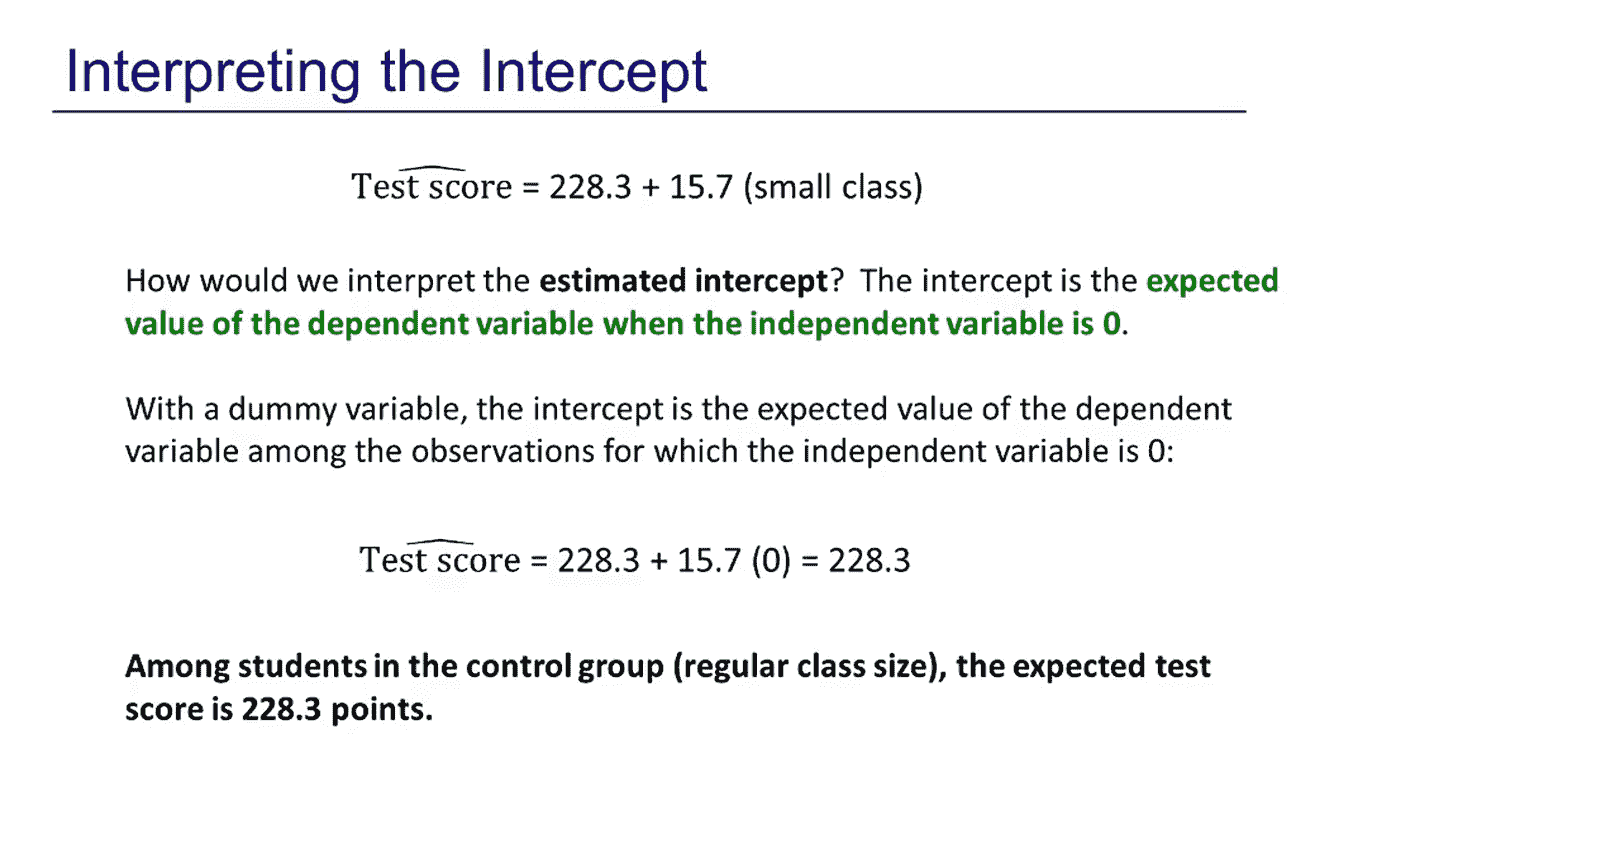 Interpreting the Intercept
Test score = 228.3 + 15.7 (small class)
How would we interpret the estimated intercept? The intercept is the expected
value of the dependent variable when the independent variable is 0.
With a dummy variable, the intercept is the expected value of the dependent
variable among the observations for which the independent variable is 0:
Test score = 228.3 + 15.7 (0) = 228.3
Among students in the control group (regular class size), the expected test
score is 228.3 points.